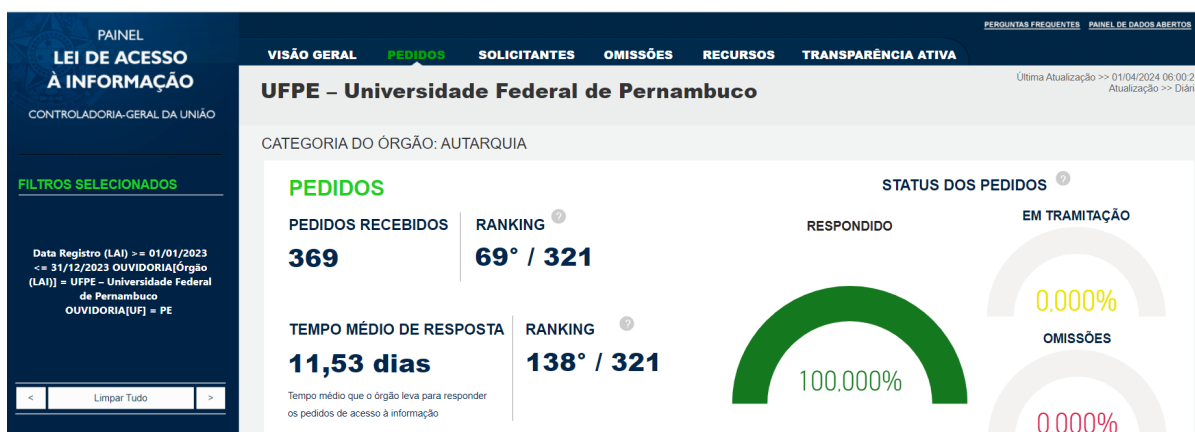 PAINEL
LEI DE ACESSO
À INFORMAÇÃO
CONTROLADORIA-GERAL DA UNIÃO
FILTROS SELECIONADOS
Data Registro (LAI) >= 01/01/2023
<= 31/12/2023 OUVIDORIA[Órgão
(LAI)] = UFPE – Universidade Federal
de Pernambuco
OUVIDORIA[UF] = PE
< Limpar Tudo >
PERGUNTAS FREQUENTES PAINEL DE DADOS ABERTOS
VISÃO GERAL PEDIDOS SOLICITANTES OMISSÕES RECURSOS TRANSPARÊNCIA ATIVA
UFPE – Universidade Federal de Pernambuco
Última Atualização >> 01/04/2024 06:00:2
Atualização >> Diári
CATEGORIA DO ÓRGÃO: AUTARQUIA
PEDIDOS
PEDIDOS RECEBIDOS RANKING ?
369 69° / 321
TEMPO MÉDIO DE RESPOSTA RANKING ?
11,53 dias 138° / 321
Tempo médio que o órgão leva para responder
os pedidos de acesso à informação
STATUS DOS PEDIDOS ?
RESPONDIDO
100,000%
EM TRAMITAÇÃO
0,000%
OMISSÕES
0,000%